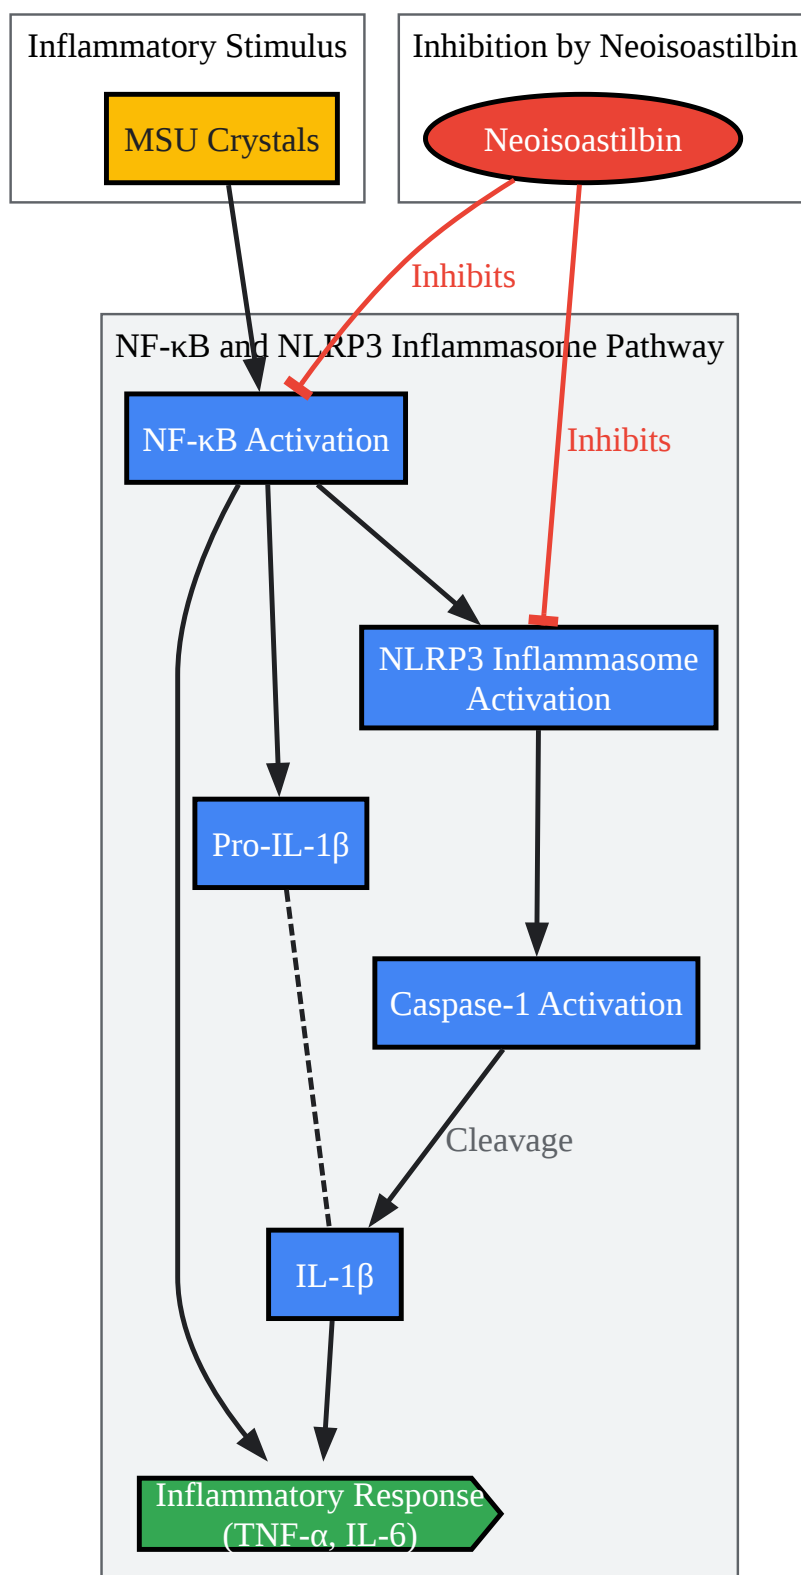 Inflammatory Stimulus
Inhibition by Neoisoastilbin
MSU Crystals
Neoisoastilbin
Inhibits
NF-κB and NLRP3 Inflammasome Pathway
NF-κB Activation
Inhibits
NLRP3 Inflammasome
Activation
Pro-IL-1β
Caspase-1 Activation
Cleavage
IL-1β
Inflammatory Response
(TNF-α, IL-6)